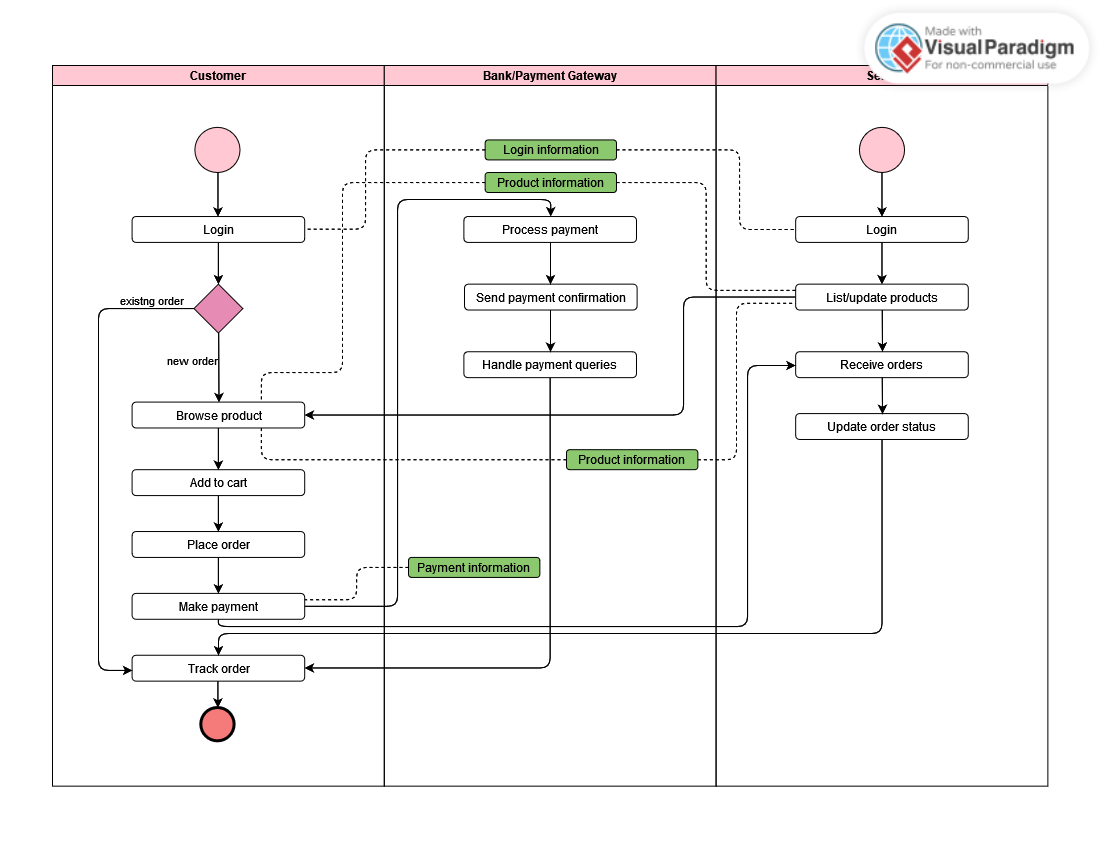 Made with
Visual Paradigm
For non-commercial use
Customer
Bank/Payment Gateway
Login information
Product information
Login
Process payment
Login
existng order
Send payment confirmation
List/update products
new order
Handle payment queries
Receive orders
Browse product
Update order status
Product information
Add to cart
Place order
Payment information
Make payment
Track order